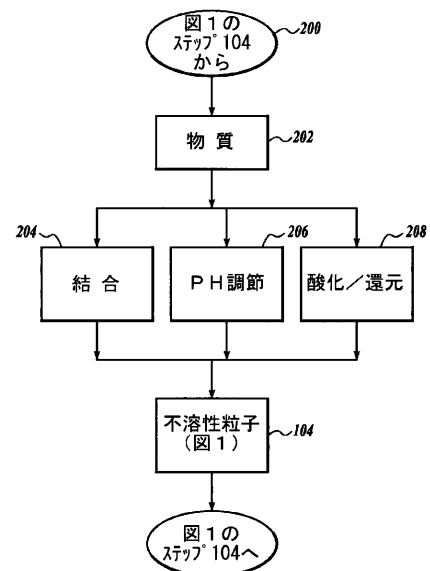 図1の
ステップ104
から
200
物 質
202
204
結 合
206
PH調節
208
酸化/還元
不溶性粒子
(図1)
104
図1の
ステップ104へ